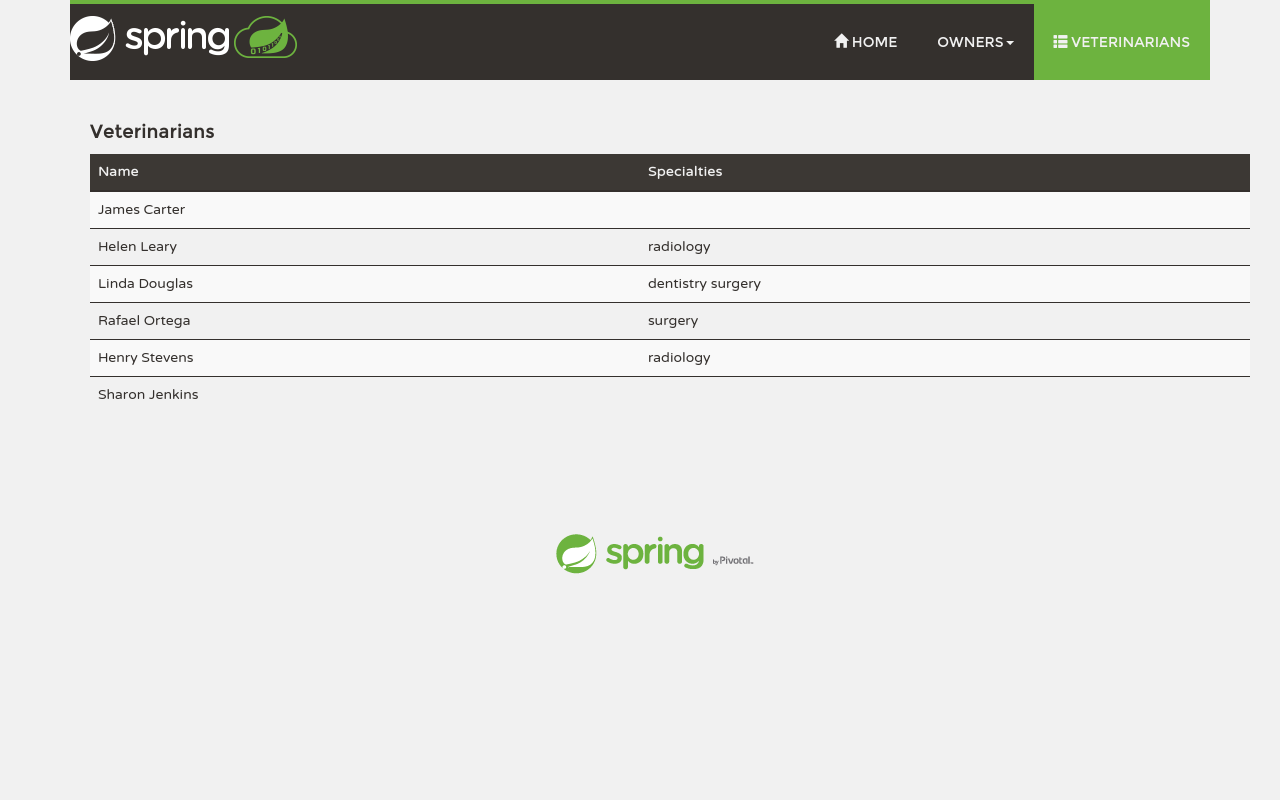 spring
HOME OWNERS VETERINARIANS
Veterinarians
Name Specialties
James Carter
Helen Leary radiology
Linda Douglas dentistry surgery
Rafael Ortega surgery
Henry Stevens radiology
Sharon Jenkins
spring by Pivotal